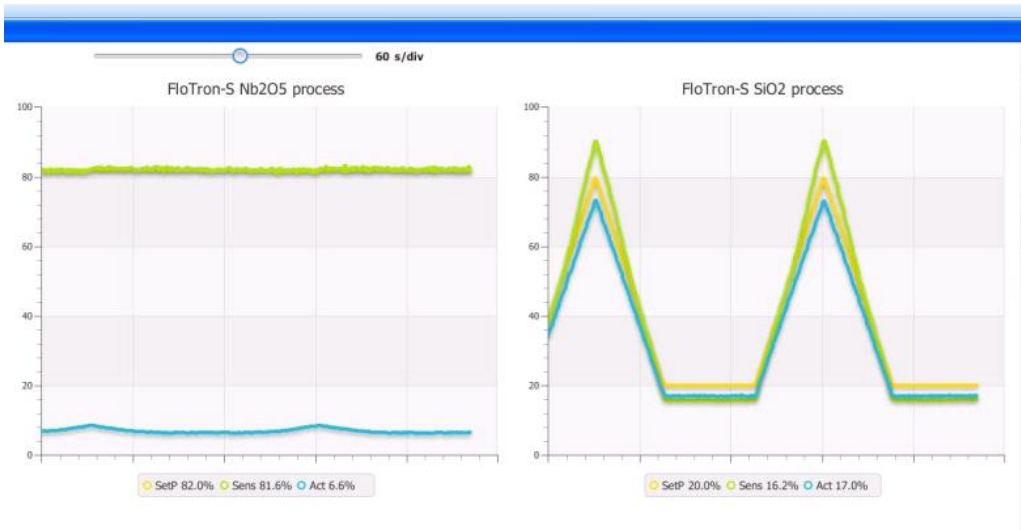 60 s/div
FloTron-S Nb2O5 process
100
80
60
40
20
0
SetP 82.0% Sens 81.6% Act 6.6%
FloTron-S SiO2 process
100
80
60
40
20
0
SetP 20.0% Sens 16.2% Act 17.0%